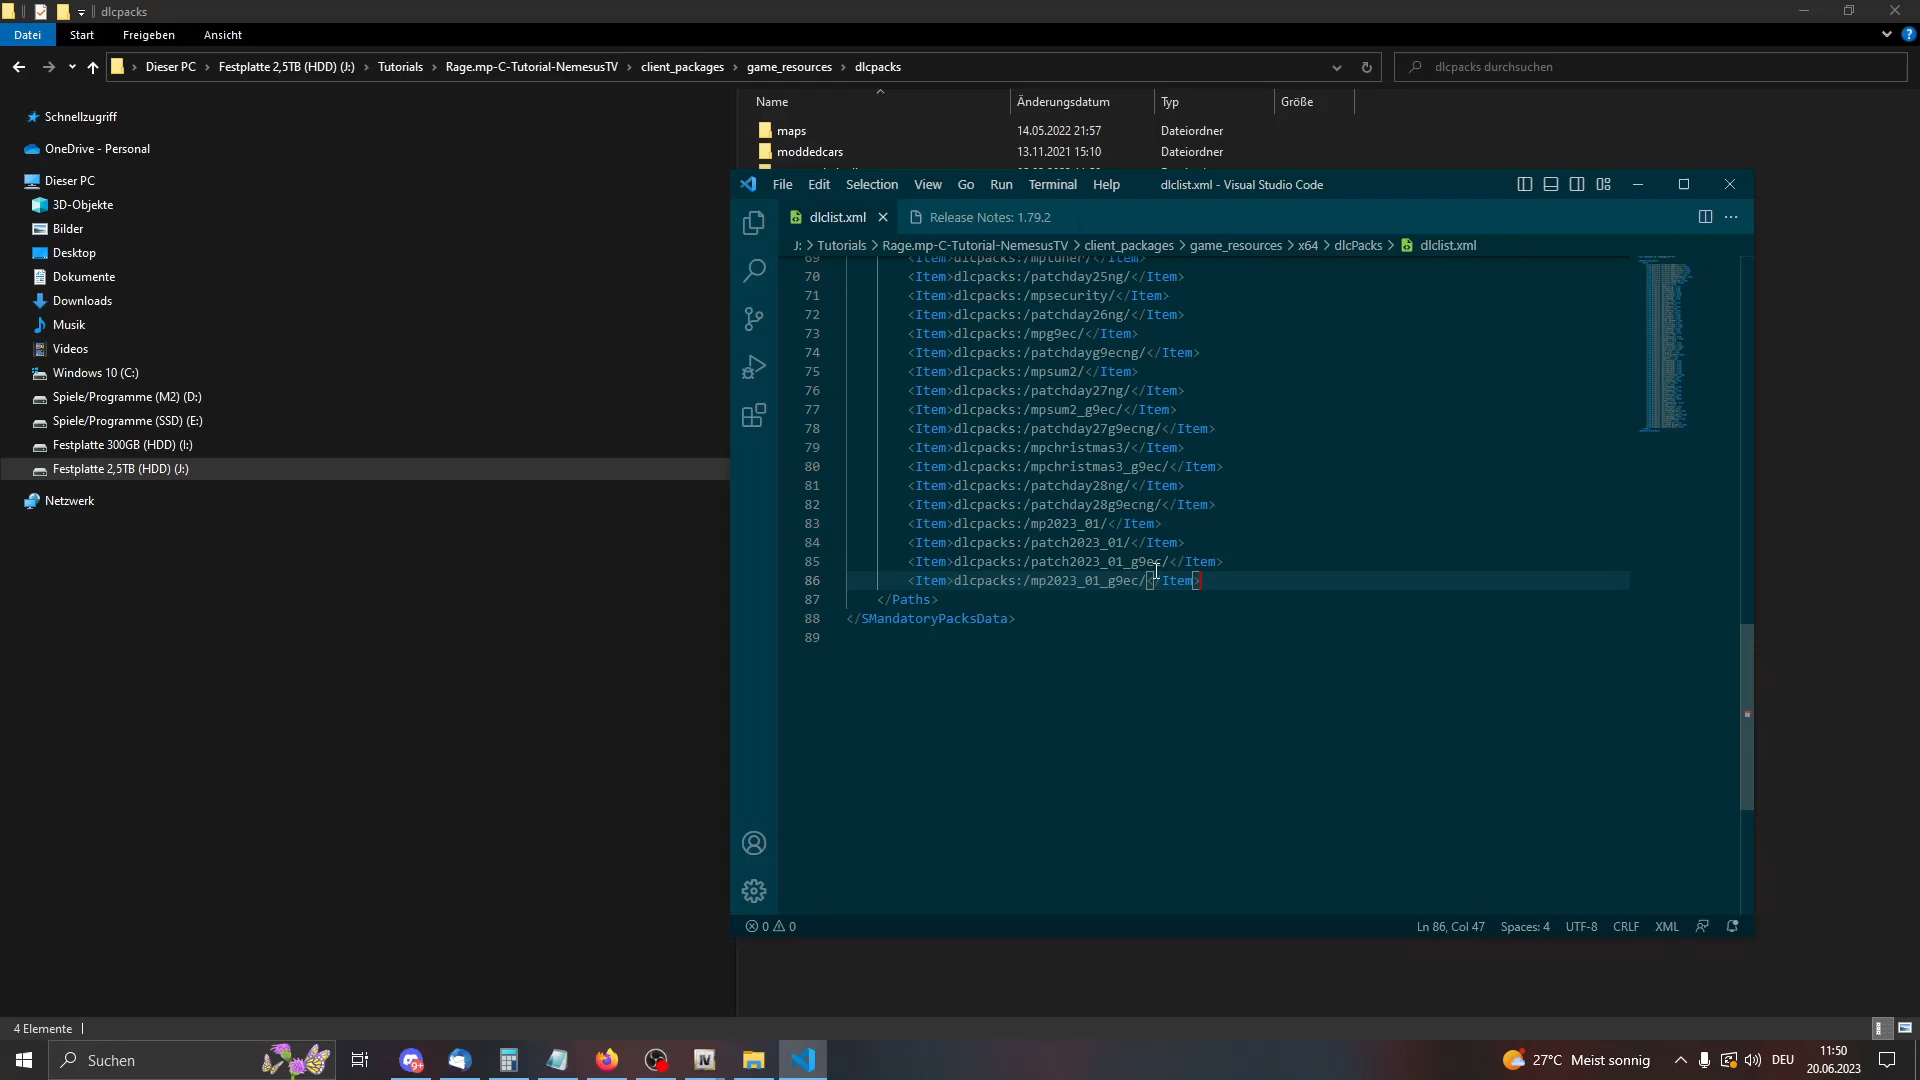 dlcpacks
Datei
Start
Freigeben
Ansicht
Dieser PC
Festplatte 2,5TB (HDD) (J:)
Tutorials
Rage.mp-C-Tutorial-NemesusTV
client_packages
game_resources
dlcpacks
dlcpacks durchsuchen
Schnellzugriff
OneDrive - Personal
Dieser PC
3D-Objekte
Bilder
Desktop
Dokumente
Downloads
Musik
Videos
Windows 10 (C:)
Spiele/Programme (M2) (D:)
Spiele/Programme (SSD) (E:)
Festplatte 300GB (HDD) (I:)
Festplatte 2,5TB (HDD) (J:)
Netzwerk
Name Änderungsdatum Typ Größe
maps 14.05.2022 21:57 Dateiordner
moddedcars 13.11.2021 15:10 Dateiordner
File Edit Selection View Go Run Terminal Help dlclist.xml - Visual Studio Code
dlclist.xml Release Notes: 1.79.2
J: > Tutorials > Rage.mp-C-Tutorial-NemesusTV > client_packages > game_resources > x64 > dlcPacks > dlclist.xml
69 <Item>dlcpacks:/mptuner/</Item>
70 <Item>dlcpacks:/patchday25ng/</Item>
71 <Item>dlcpacks:/mpsecurity/</Item>
72 <Item>dlcpacks:/patchday26ng/</Item>
73 <Item>dlcpacks:/mpg9ec/</Item>
74 <Item>dlcpacks:/patchdayg9ecng/</Item>
75 <Item>dlcpacks:/mpsum2/</Item>
76 <Item>dlcpacks:/patchday27ng/</Item>
77 <Item>dlcpacks:/mpsum2_g9ec/</Item>
78 <Item>dlcpacks:/patchday27g9ecng/</Item>
79 <Item>dlcpacks:/mpchristmas3/</Item>
80 <Item>dlcpacks:/mpchristmas3_g9ec/</Item>
81 <Item>dlcpacks:/patchday28ng/</Item>
82 <Item>dlcpacks:/patchday28g9ecng/</Item>
83 <Item>dlcpacks:/mp2023_01/</Item>
84 <Item>dlcpacks:/patch2023_01/</Item>
85 <Item>dlcpacks:/patch2023_01_g9ec/</Item>
86 <Item>dlcpacks:/mp2023_01_g9ec/</Item>
87 </Paths>
88 </SMandatoryPacksData>
89
0 0
Ln 86, Col 47 Spaces: 4 UTF-8 CRLF XML
4 Elemente
Suchen
9+
27°C Meist sonnig
DEU
11:50
20.06.2023